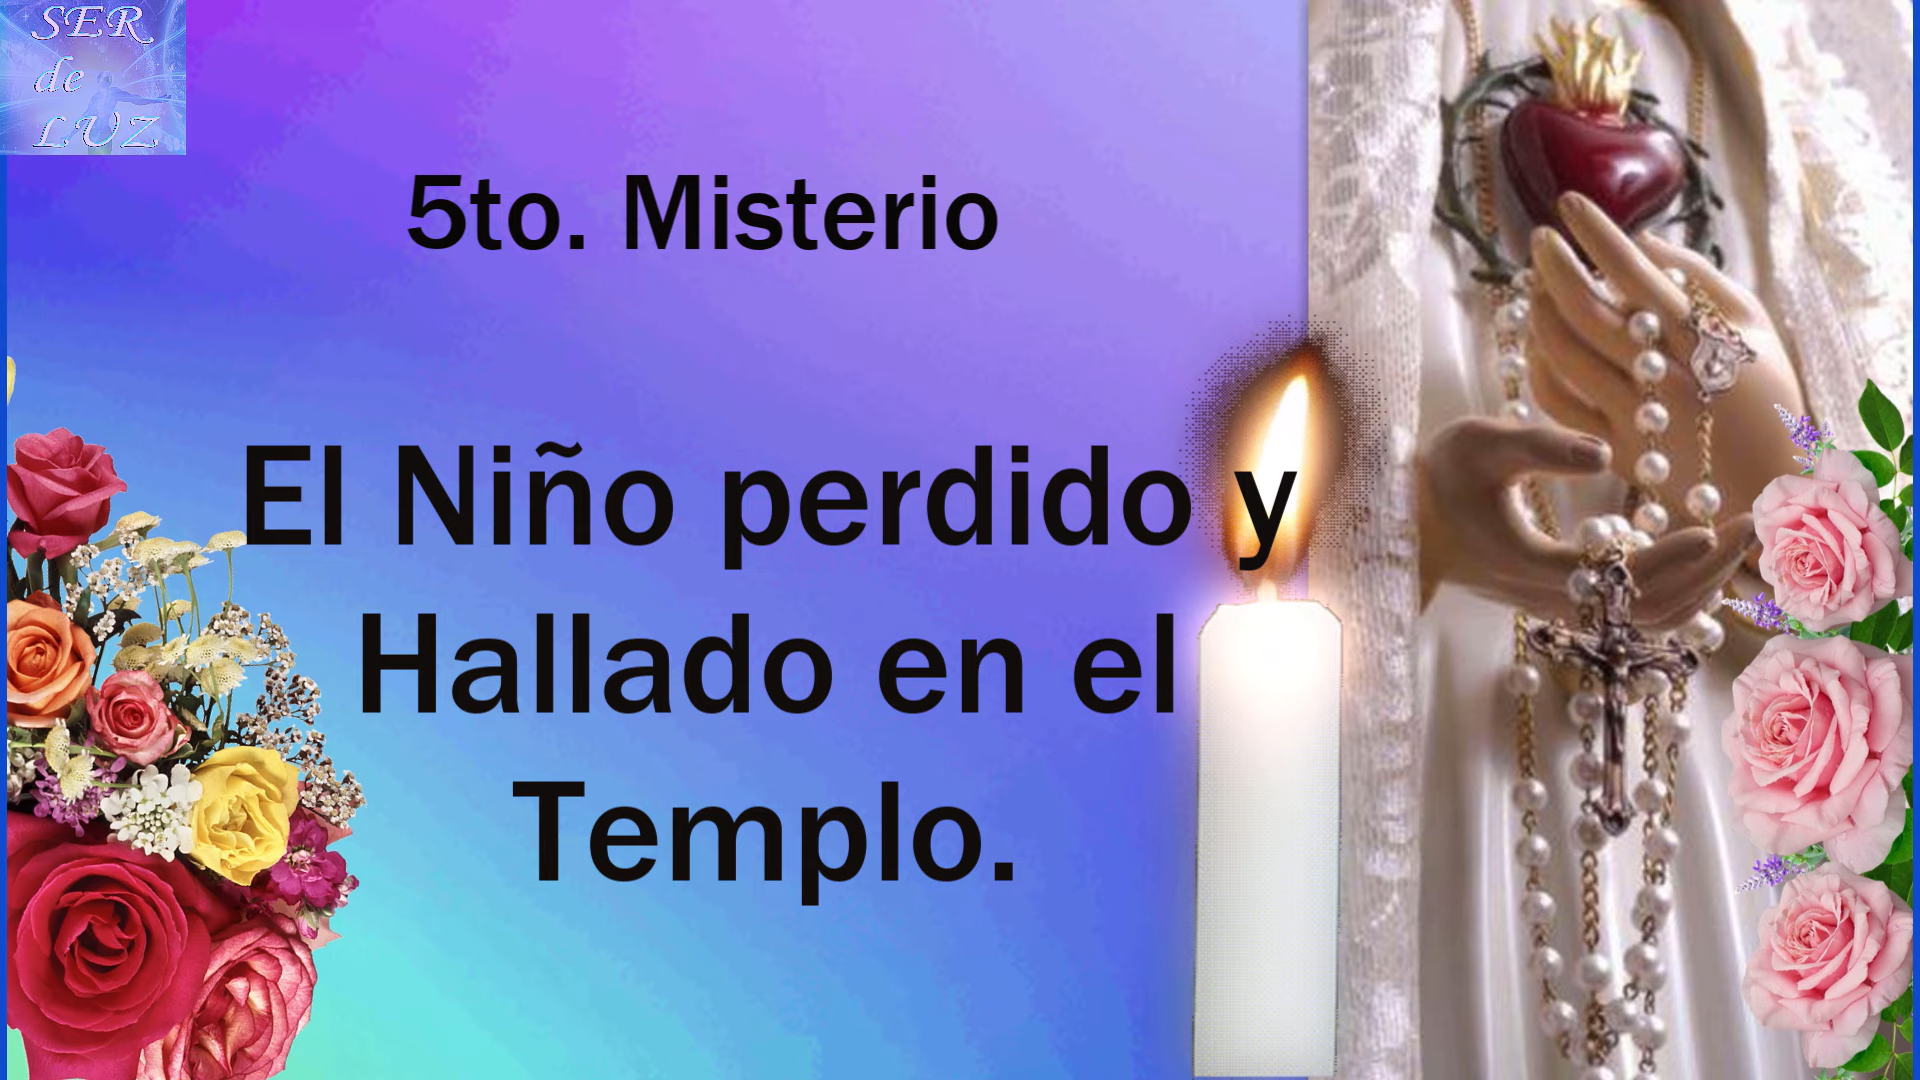 SER
de
LUZ
5to. Misterio
El Niño perdido y
Hallado en el
Templo.